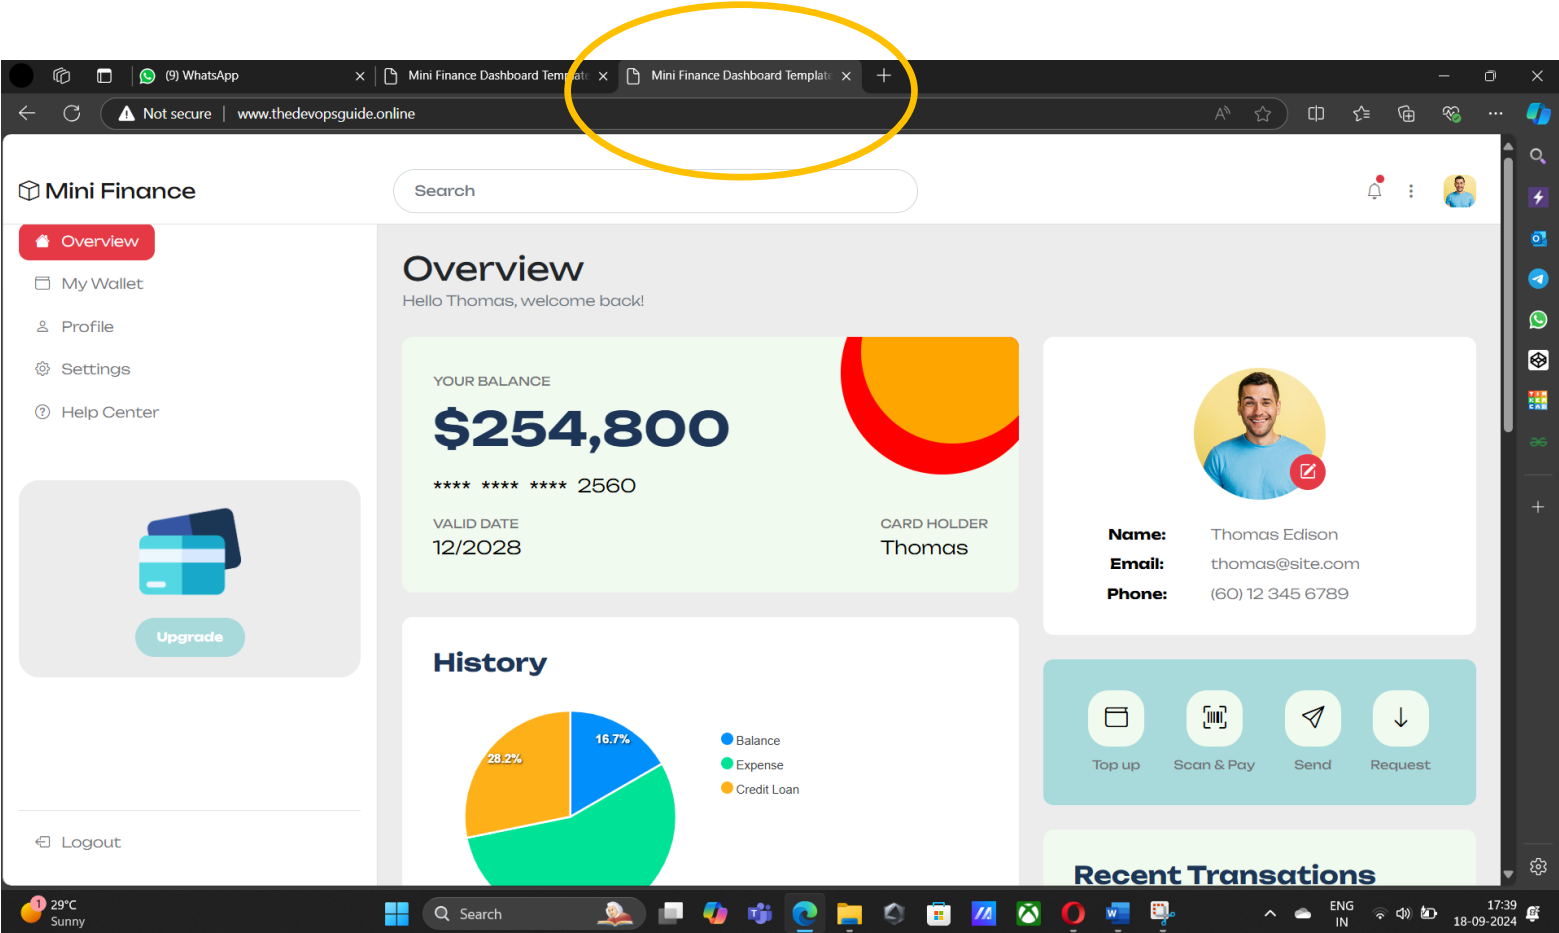 (9) WhatsApp
Mini Finance Dashboard Template
Mini Finance Dashboard Template
Not secure
www.thedevopsguide.online
Mini Finance
Search
Overview
My Wallet
Profile
Settings
Help Center
Upgrade
Logout
Overview
Hello Thomas, welcome back!
YOUR BALANCE
$254,800
**** **** **** 2560
VALID DATE
12/2028
CARD HOLDER
Thomas
History
28.2%
16.7%
Balance
Expense
Credit Loan
Name: Thomas Edison
Email: thomas@site.com
Phone: (60) 12 345 6789
Top up
Scan & Pay
Send
Request
Recent Transations
1
29°C
Sunny
Search
ENG
IN
17:39
18-09-2024